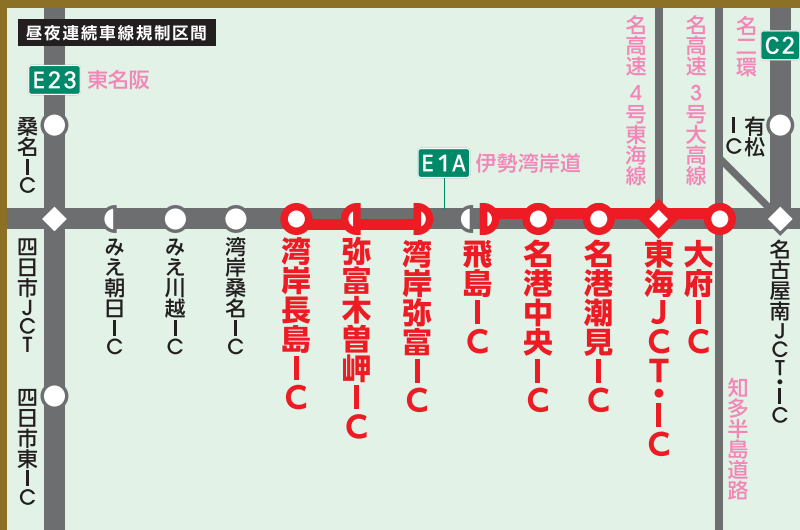 昼夜連続車線規制区間
E23 東名阪
名高速4号東海線
名高速3号大高線
名二環
C2
桑名IC
有松IC
E1A 伊勢湾岸道
四日市JCT
みえ朝日IC
みえ川越IC
湾岸桑名IC
湾岸長島IC
弥富木曽岬IC
湾岸弥富IC
飛島IC
名港中央IC
名港潮見IC
東海JCT・IC
大府IC
名古屋南JCT・IC
四日市東IC
知多半島道路